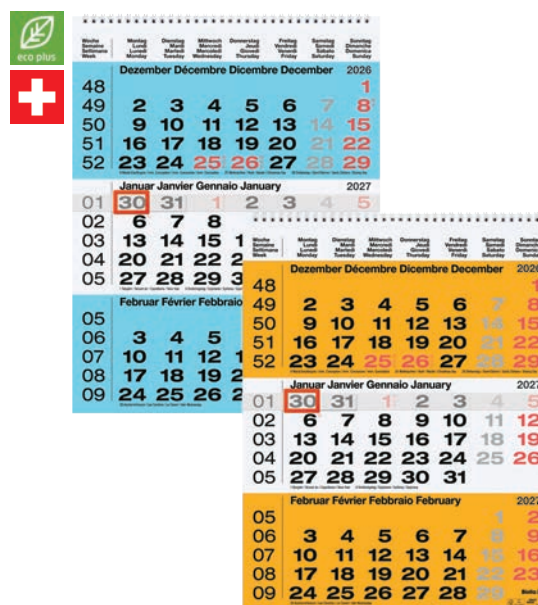 eco plus
Woche Montag Dienstag Mittwoch Donnerstag Freitag Samstag Sonntag
Semaine Lundi Mardi Mercredi Jeudi Vendredi Samedi Dimanche
Settimana Lunedì Martedì Mercoledì Giovedì Venerdì Sabato Domenica
Week Monday Tuesday Wednesday Thursday Friday Saturday Sunday
Dezember Décembre Dicembre December 2026
48 1
49 2 3 4 5 6 7 8
50 9 10 11 12 13 14 15
51 16 17 18 19 20 21 22
52 23 24 25 26 27 28 29
Januar Janvier Gennaio January 2027
01 30 31 1 2 3 4 5
02 6 7 8
03 13 14 15
04 20 21 22
05 27 28 29
Februar Février Febbraio
05
06 3 4 5
07 10 11 12
08 17 18 19
09 24 25 26
Woche Montag Dienstag Mittwoch Donnerstag Freitag Samstag
Semaine Lundi Mardi Mercredi Jeudi Vendredi Samedi
Settimana Lunedì Martedì Mercoledì Giovedì Venerdì Sabato
Week Monday Tuesday Wednesday Thursday Friday Saturday
Dezember Décembre Dicembre December 2026
48 1
49 2 3 4 5 6 7 8
50 9 10 11 12 13 14 15
51 16 17 18 19 20 21 22
52 23 24 25 26 27 28 29
Januar Janvier Gennaio January 2027
01 30 31 1 2 3 4 5
02 6 7 8 9 10 11 12
03 13 14 15 16 17 18 19
04 20 21 22 23 24 25 26
05 27 28 29 30 31
Februar Février Febbraio February 2027
05 1 2
06 3 4 5 6 7 8 9
07 10 11 12 13 14 15 16
08 17 18 19 20 21 22 23
09 24 25 26 27 28 29